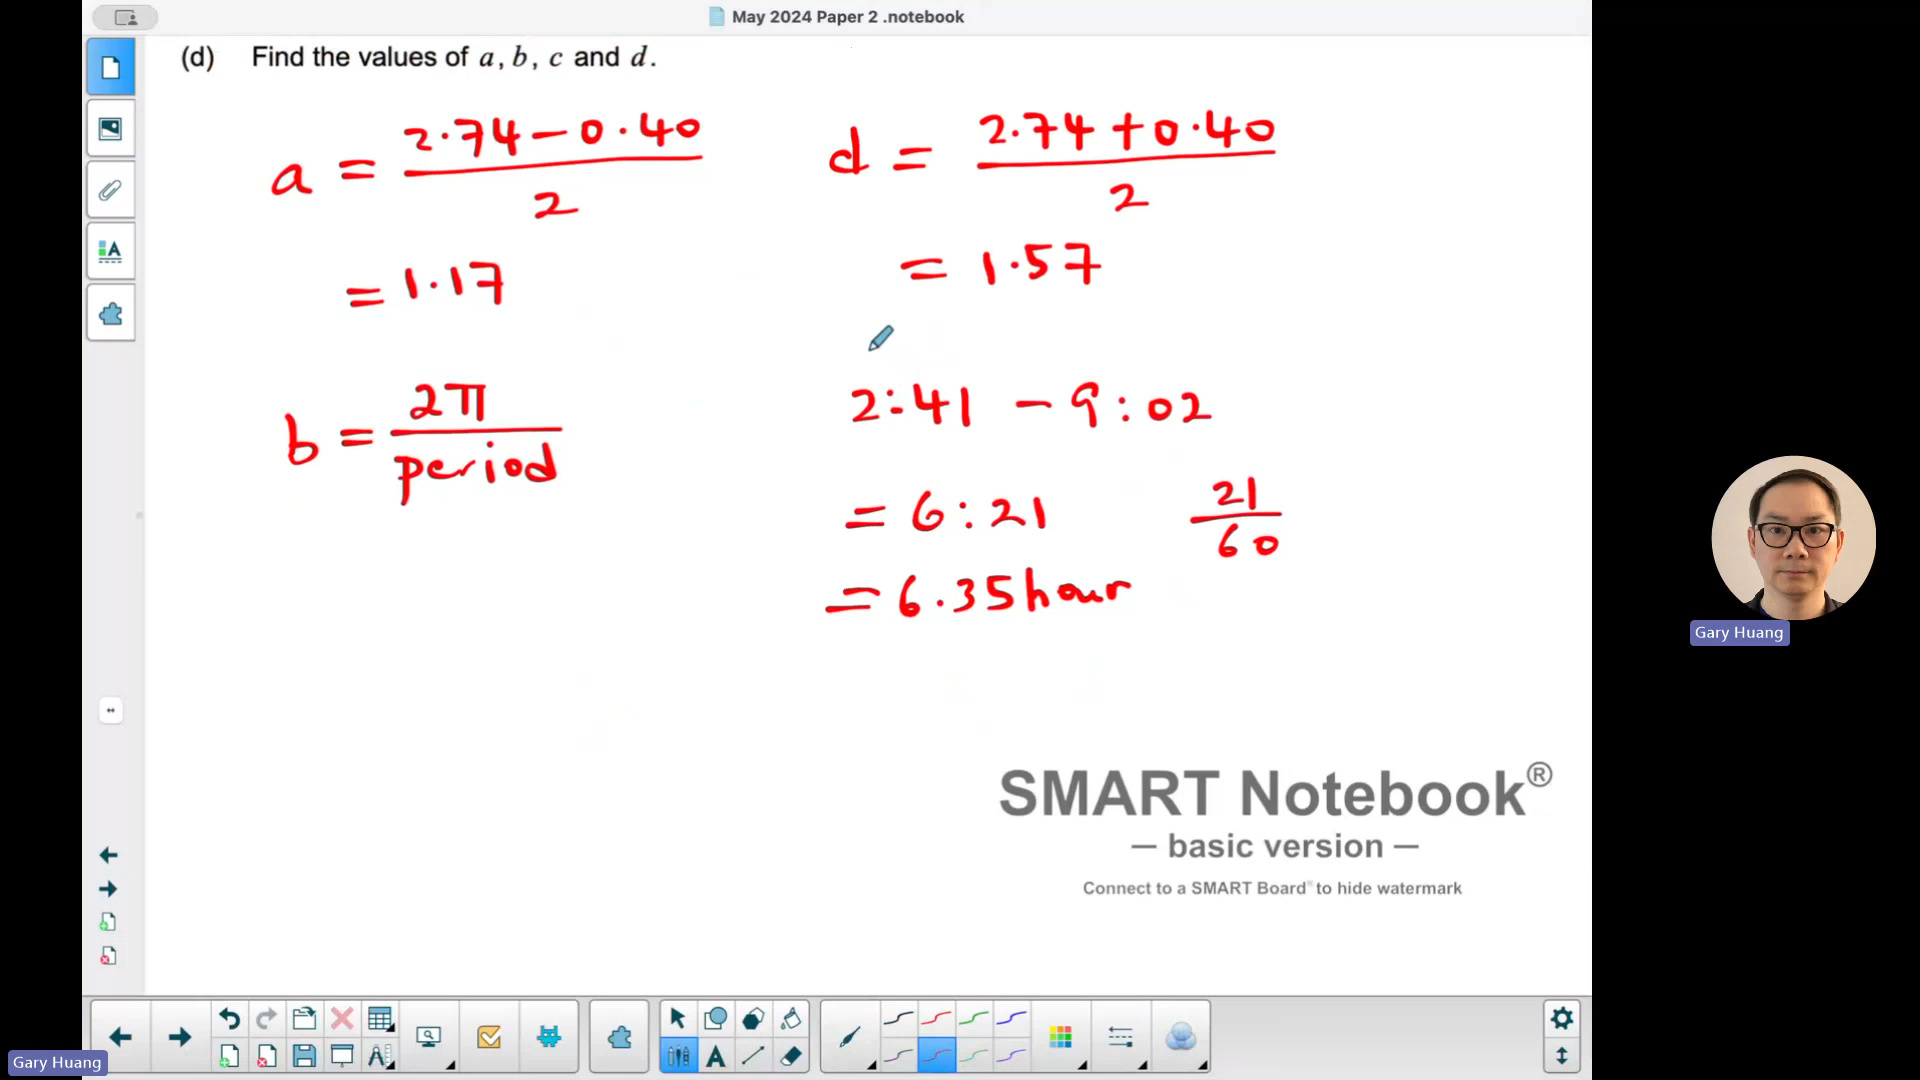 May 2024 Paper 2 .notebook
(d) Find the values of a, b, c and d.
a = 2.74 - 0.40 / 2
= 1.17
d = 2.74 + 0.40 / 2
= 1.57
b = 2π / period
2:41 - 9:02
= 6:21
21 / 60
= 6.35 hour
SMART Notebook®
— basic version —
Connect to a SMART Board® to hide watermark
Gary Huang
Gary Huang